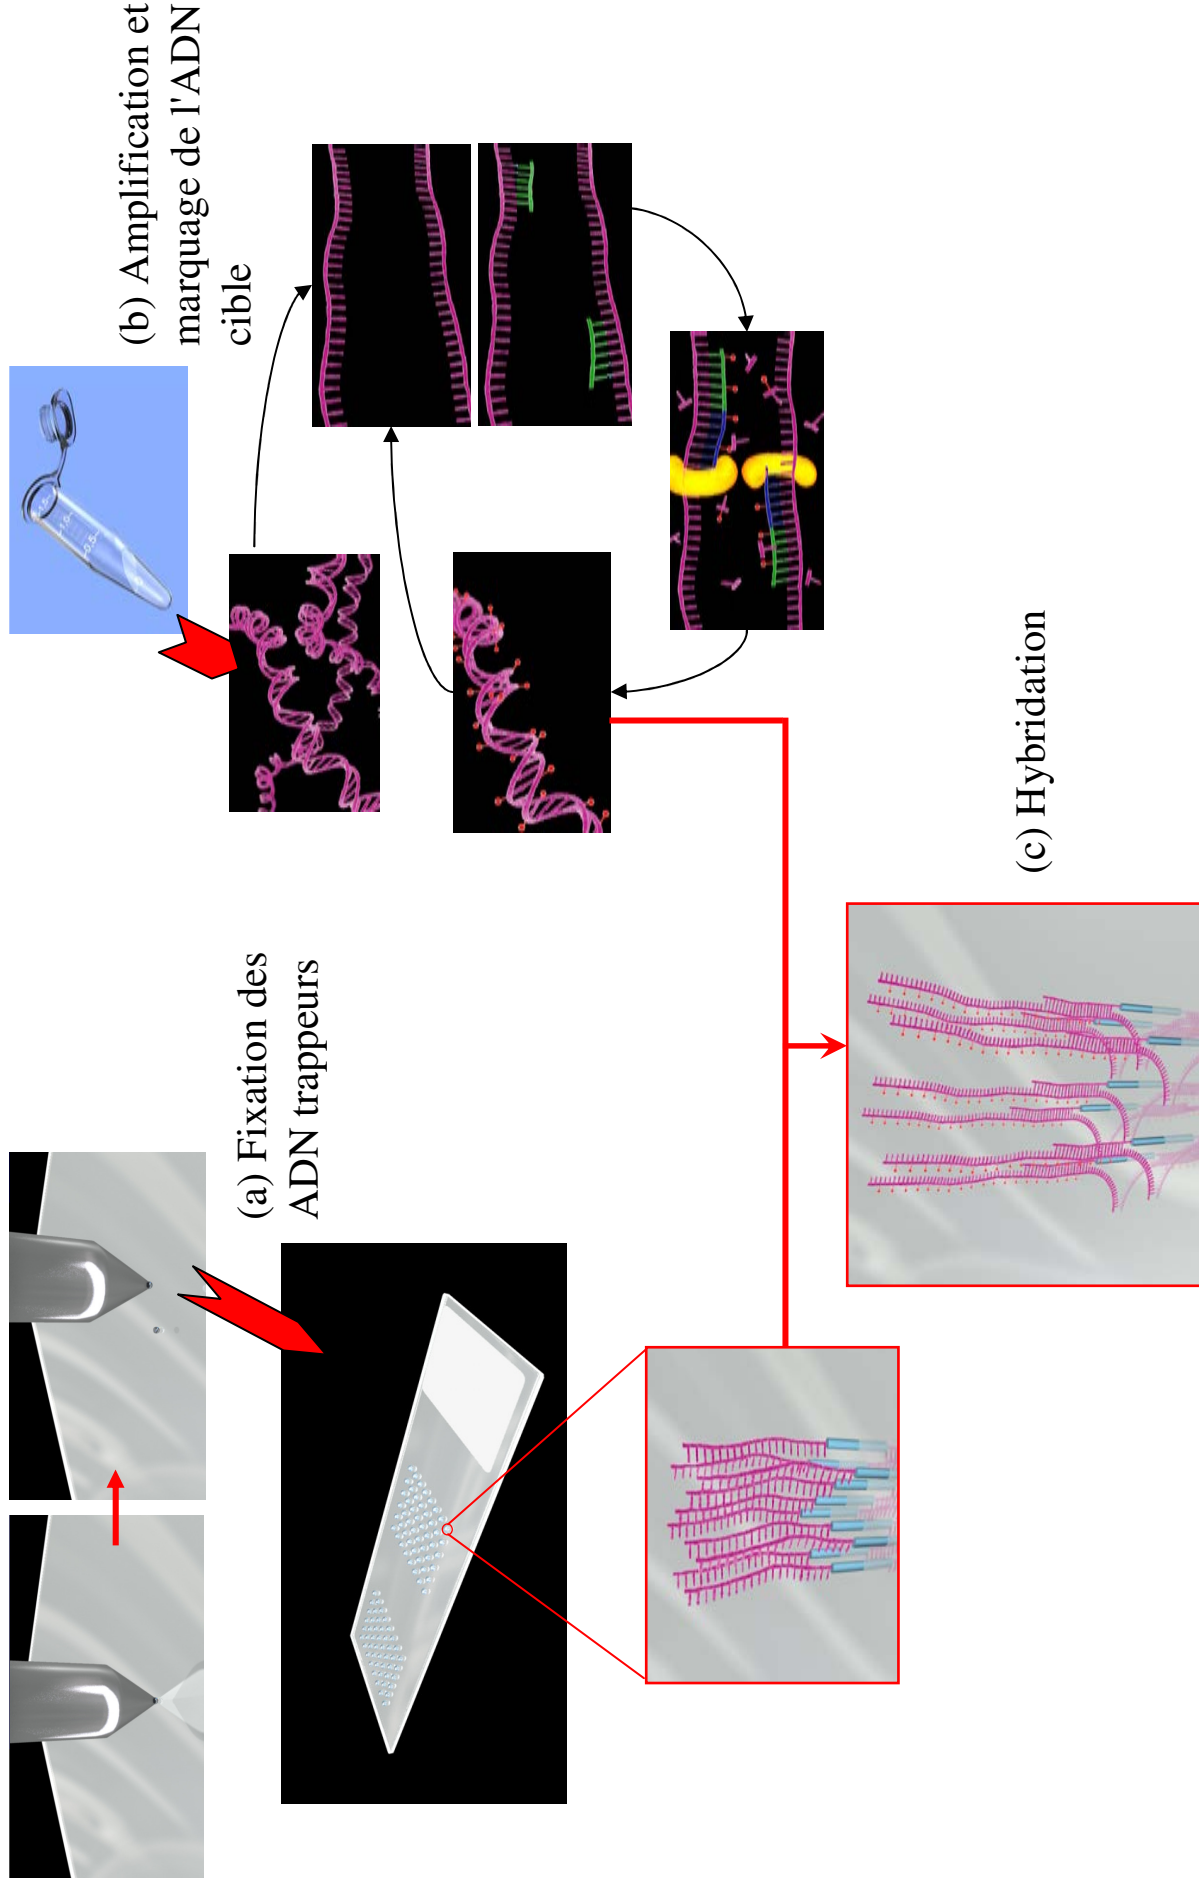 (a) Fixation des
ADN trappeurs
(b) Amplification et
marquage de l'ADN
cible
(c) Hybridation